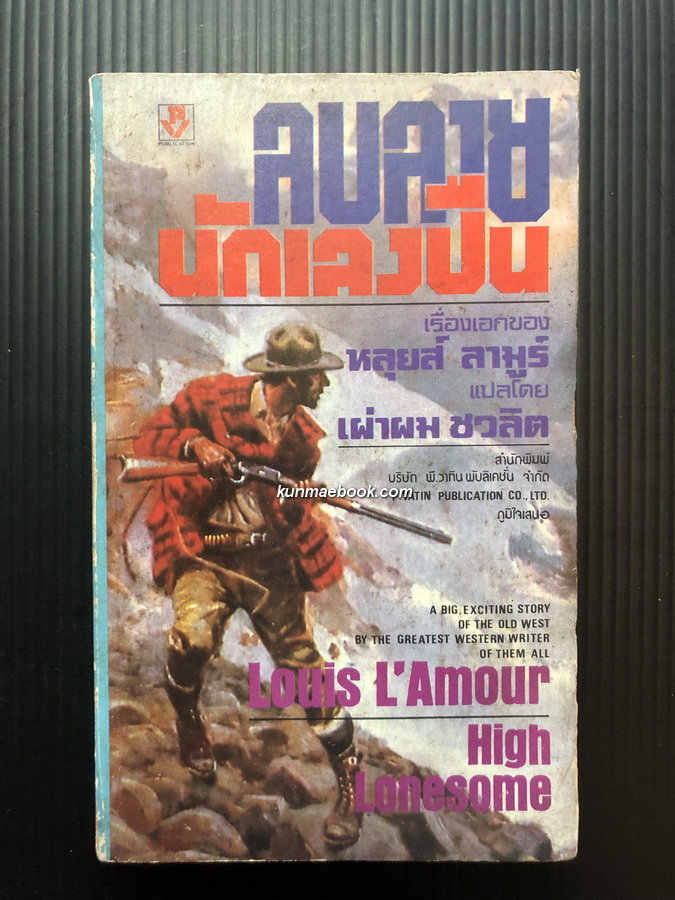 PUBLICATION
ลบลาย
นักเลงปืน
เรื่องเอกของ
หลุยส์ ลามูร์
แปลโดย
เผ่าผม ชวลิต
สำนักพิมพ์
บริษัท พี.วาทิน พับลิเคชั่น จำกัด
VATIN PUBLICATION CO., LTD.
ภูมิใจเสนอ
kunmaebook.com
A BIG, EXCITING STORY
OF THE OLD WEST
BY THE GREATEST WESTERN WRITER
OF THEM ALL
Louis L'Amour
High
Lonesome